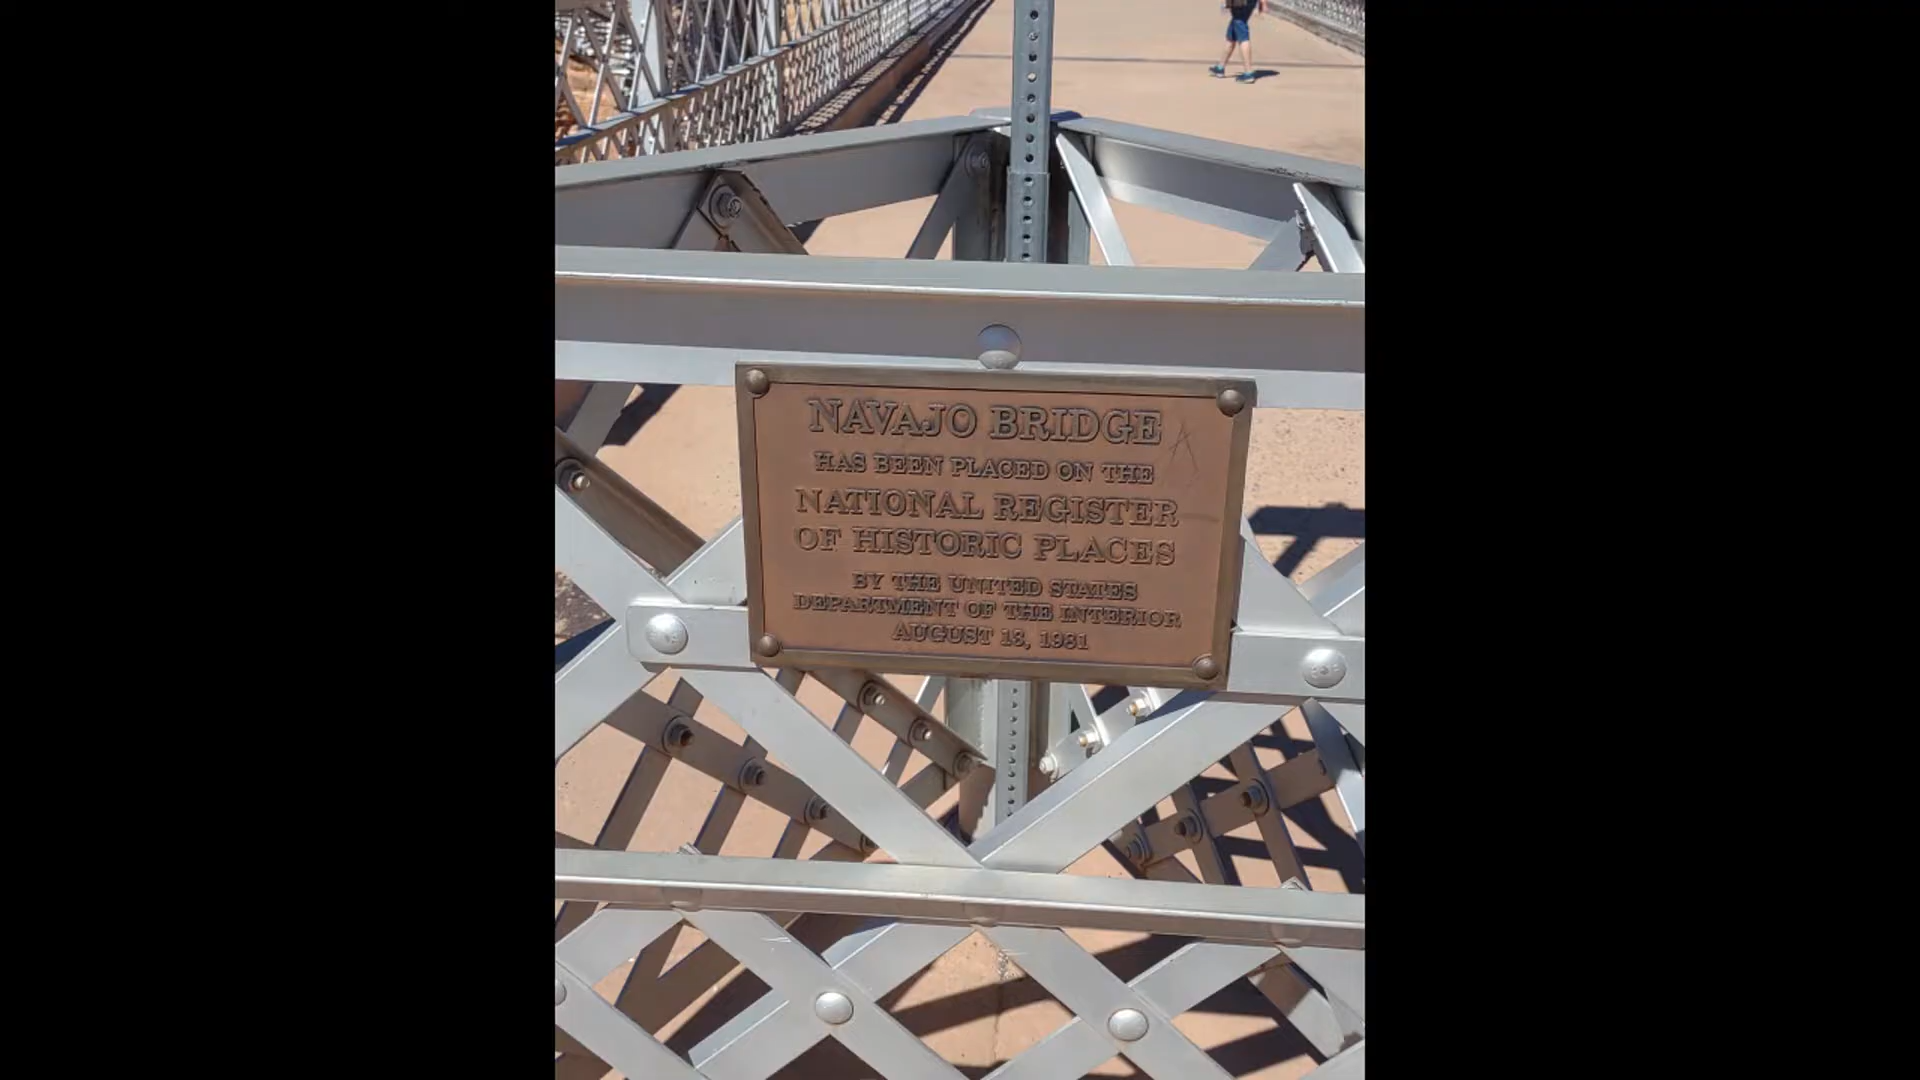 NAVAJO BRIDGE
HAS BEEN PLACED ON THE
NATIONAL REGISTER
OF HISTORIC PLACES
BY THE UNITED STATES
DEPARTMENT OF THE INTERIOR
AUGUST 13, 1981